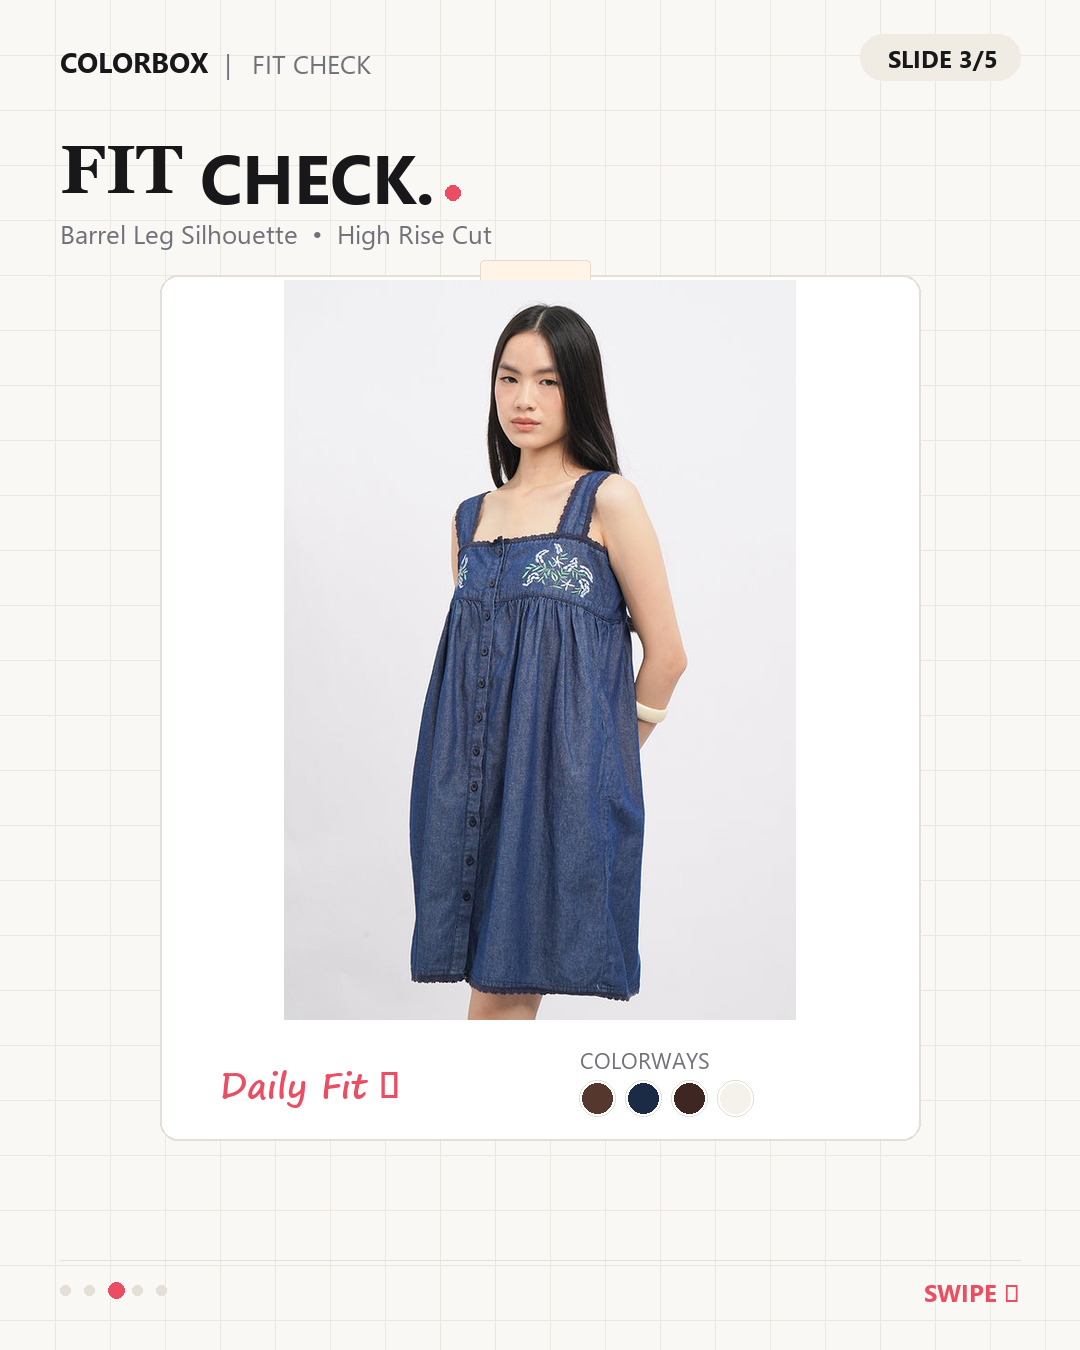 COLORBOX | FIT CHECK
SLIDE 3/5
FIT CHECK.
Barrel Leg Silhouette • High Rise Cut
Daily Fit
COLORWAYS
SWIPE